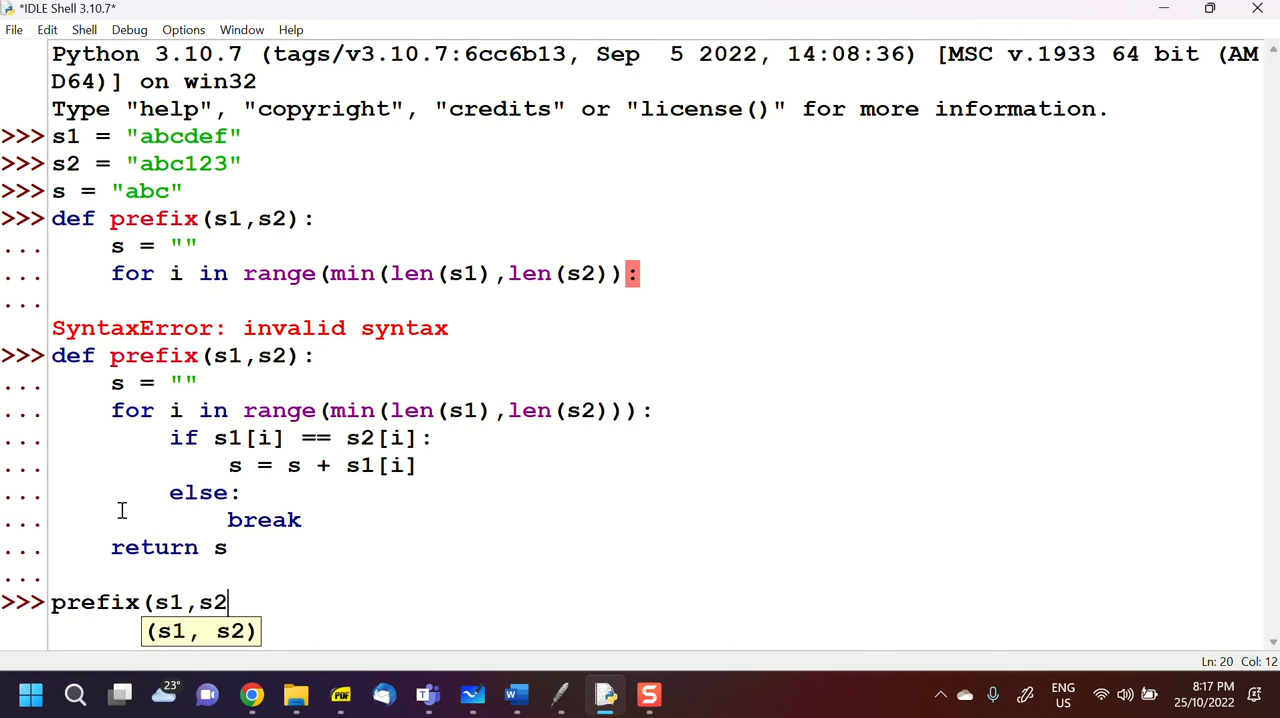 *IDLE Shell 3.10.7*
File Edit Shell Debug Options Window Help
Python 3.10.7 (tags/v3.10.7:6cc6b13, Sep  5 2022, 14:08:36) [MSC v.1933 64 bit (AM
D64)] on win32
Type "help", "copyright", "credits" or "license()" for more information.
>>> s1 = "abcdef"
>>> s2 = "abc123"
>>> s = "abc"
>>> def prefix(s1,s2):
...     s = ""
...     for i in range(min(len(s1),len(s2)):
...
SyntaxError: invalid syntax
>>> def prefix(s1,s2):
...     s = ""
...     for i in range(min(len(s1),len(s2))):
...         if s1[i] == s2[i]:
...             s = s + s1[i]
...         else:
...             break
...     return s
...
>>> prefix(s1,s2
(s1, s2)
Ln: 20 Col: 12
23°
PDF
W
S
ENG
US
8:17 PM
25/10/2022